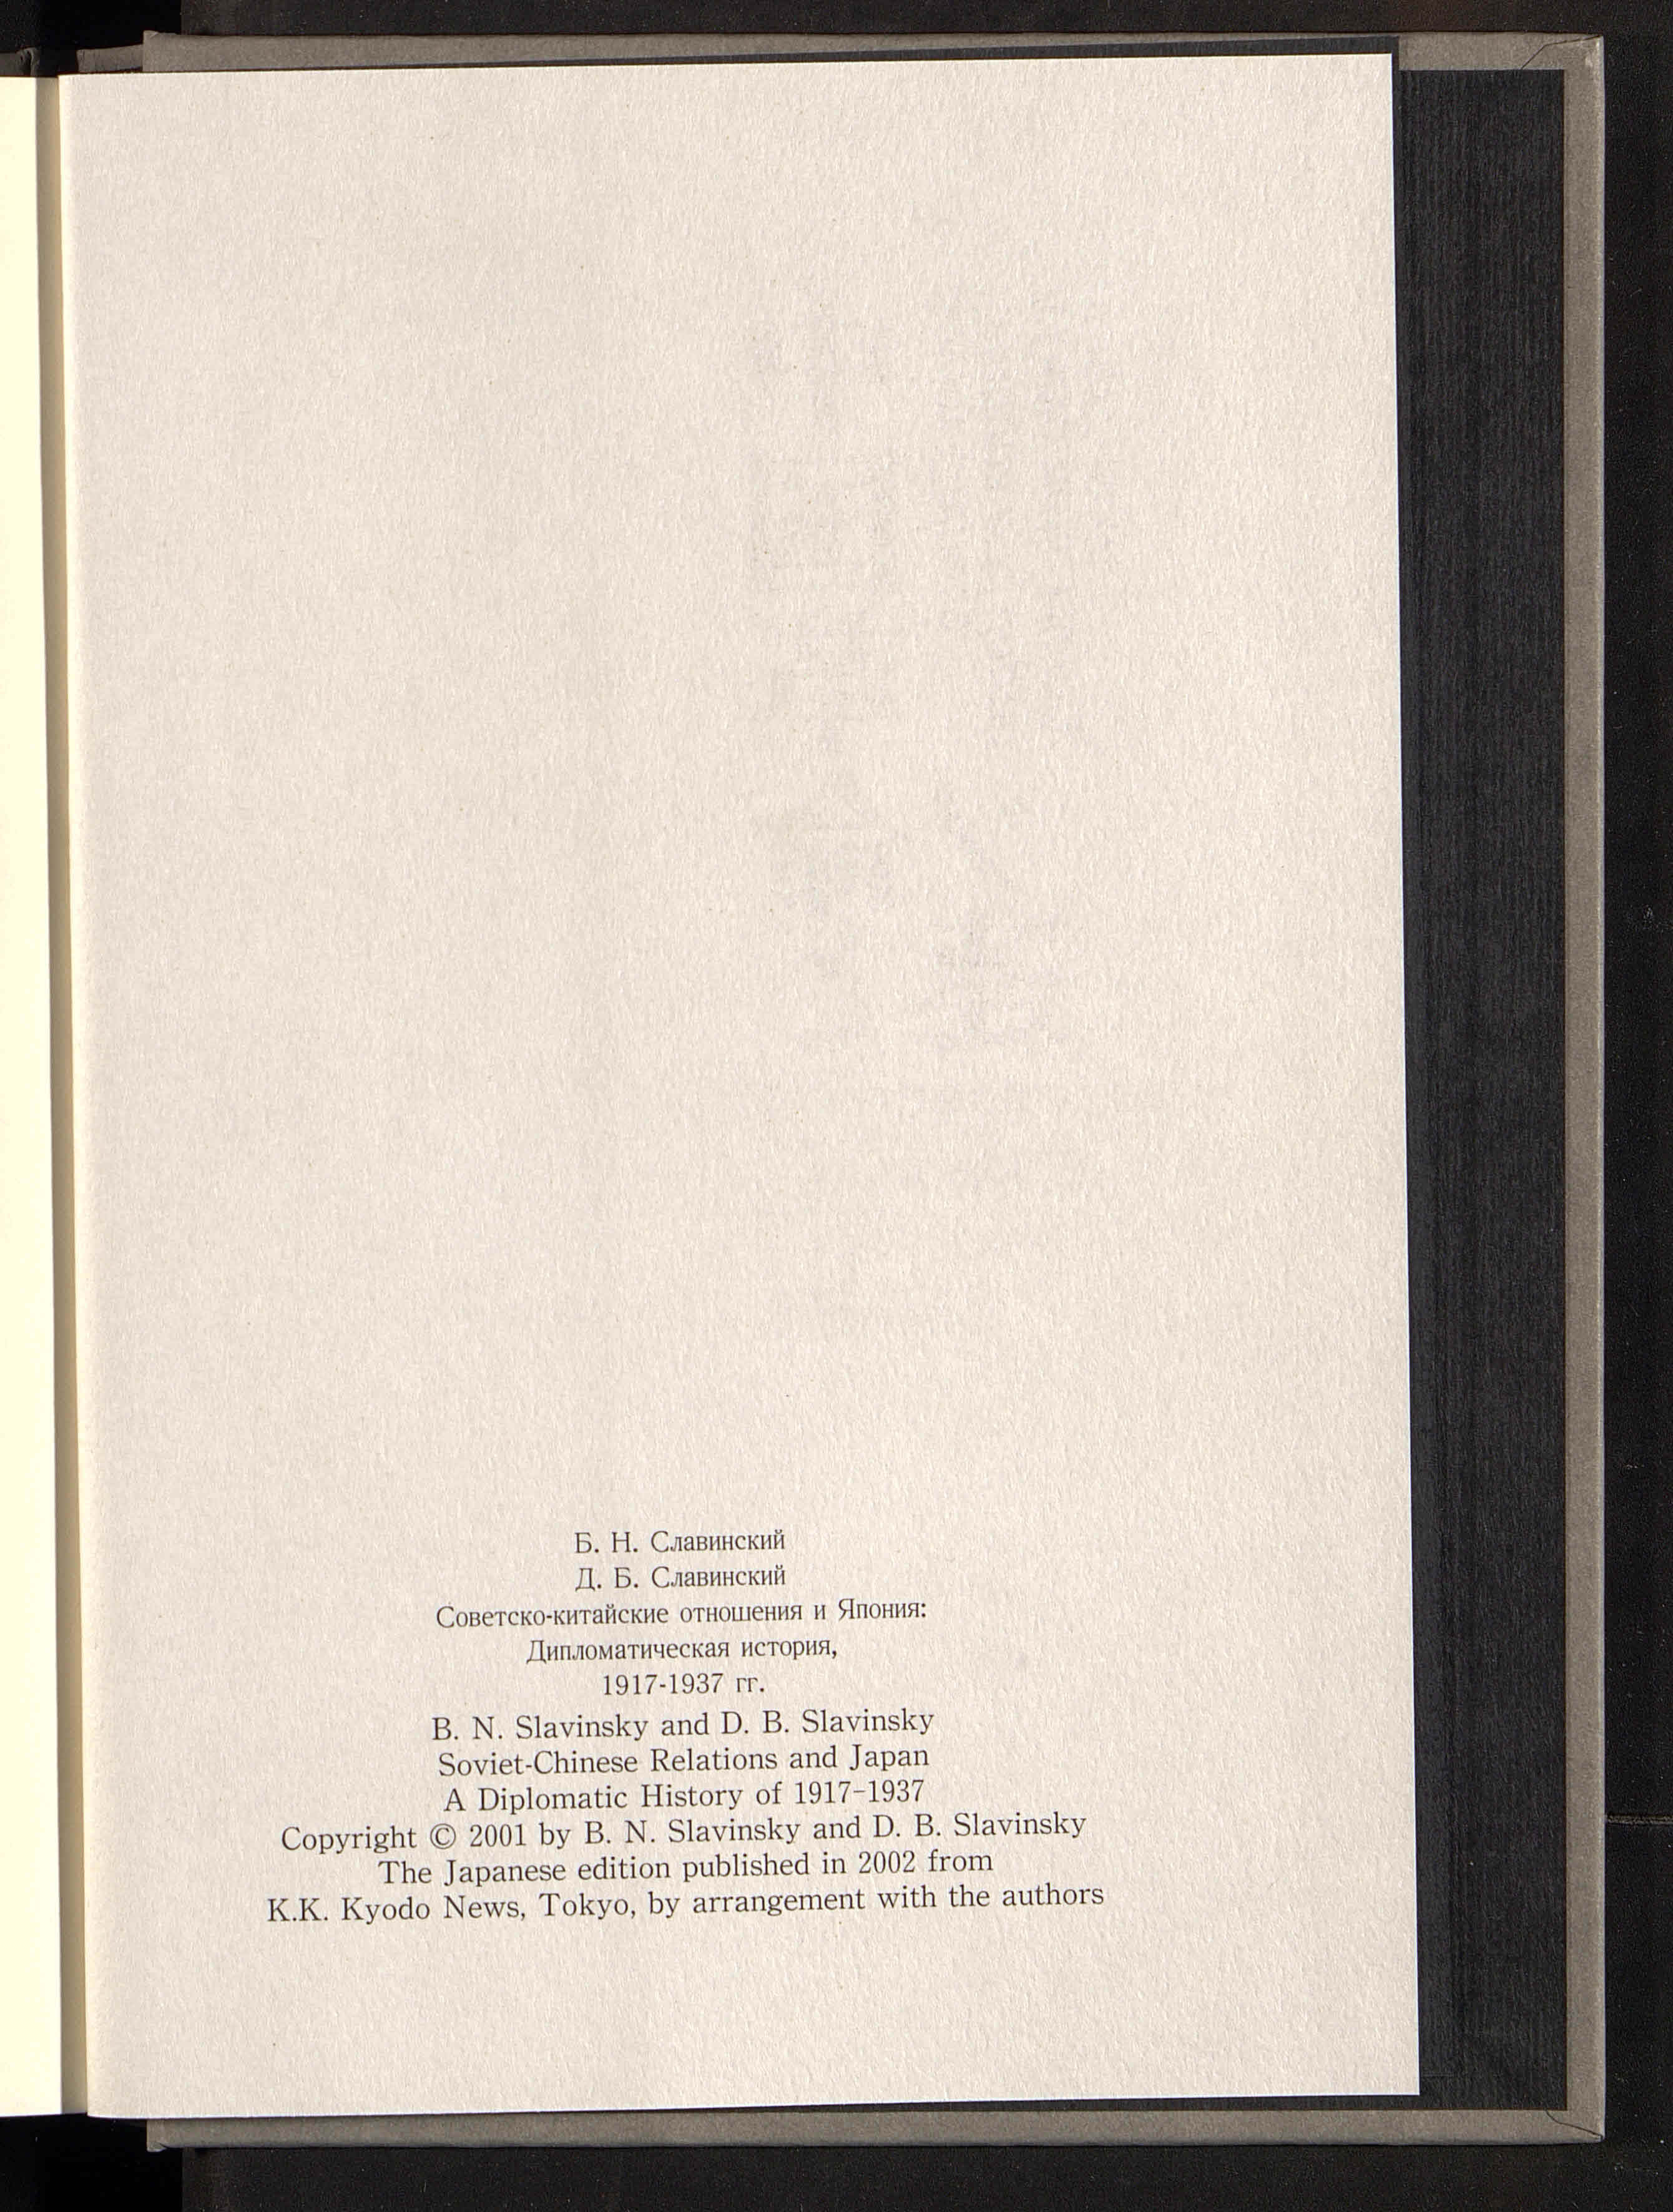 Б. Н. Славинский
Д. Б. Славинский
Советско-китайские отношения и Япония:
Дипломатическая история,
1917-1937 гг.
B. N. Slavinsky and D. B. Slavinsky
Soviet-Chinese Relations and Japan
A Diplomatic History of 1917–1937
Copyright © 2001 by B. N. Slavinsky and D. B. Slavinsky
The Japanese edition published in 2002 from
K.K. Kyodo News, Tokyo, by arrangement with the authors